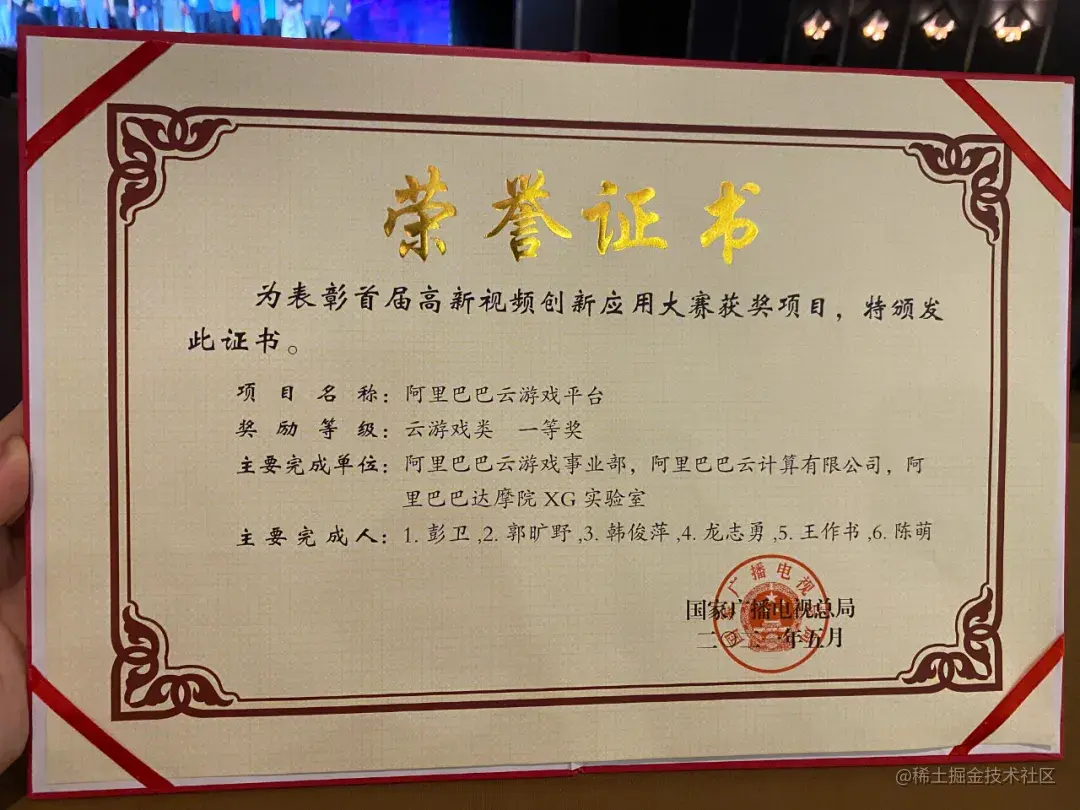 荣誉证书
为表彰首届高新视频创新应用大赛获奖项目，特颁发
此证书。
项目名称：阿里巴巴云游戏平台
奖励等级：云游戏类 一等奖
主要完成单位：阿里巴巴云游戏事业部，阿里巴巴云计算有限公司，阿
里巴巴达摩院 XG 实验室
主要完成人：1. 彭卫 ,2. 郭旷野 ,3. 韩俊萍 ,4. 龙志勇 ,5. 王作书 ,6. 陈萌
国家广播电视总局
年五月
广播电视
@稀土掘金技术社区